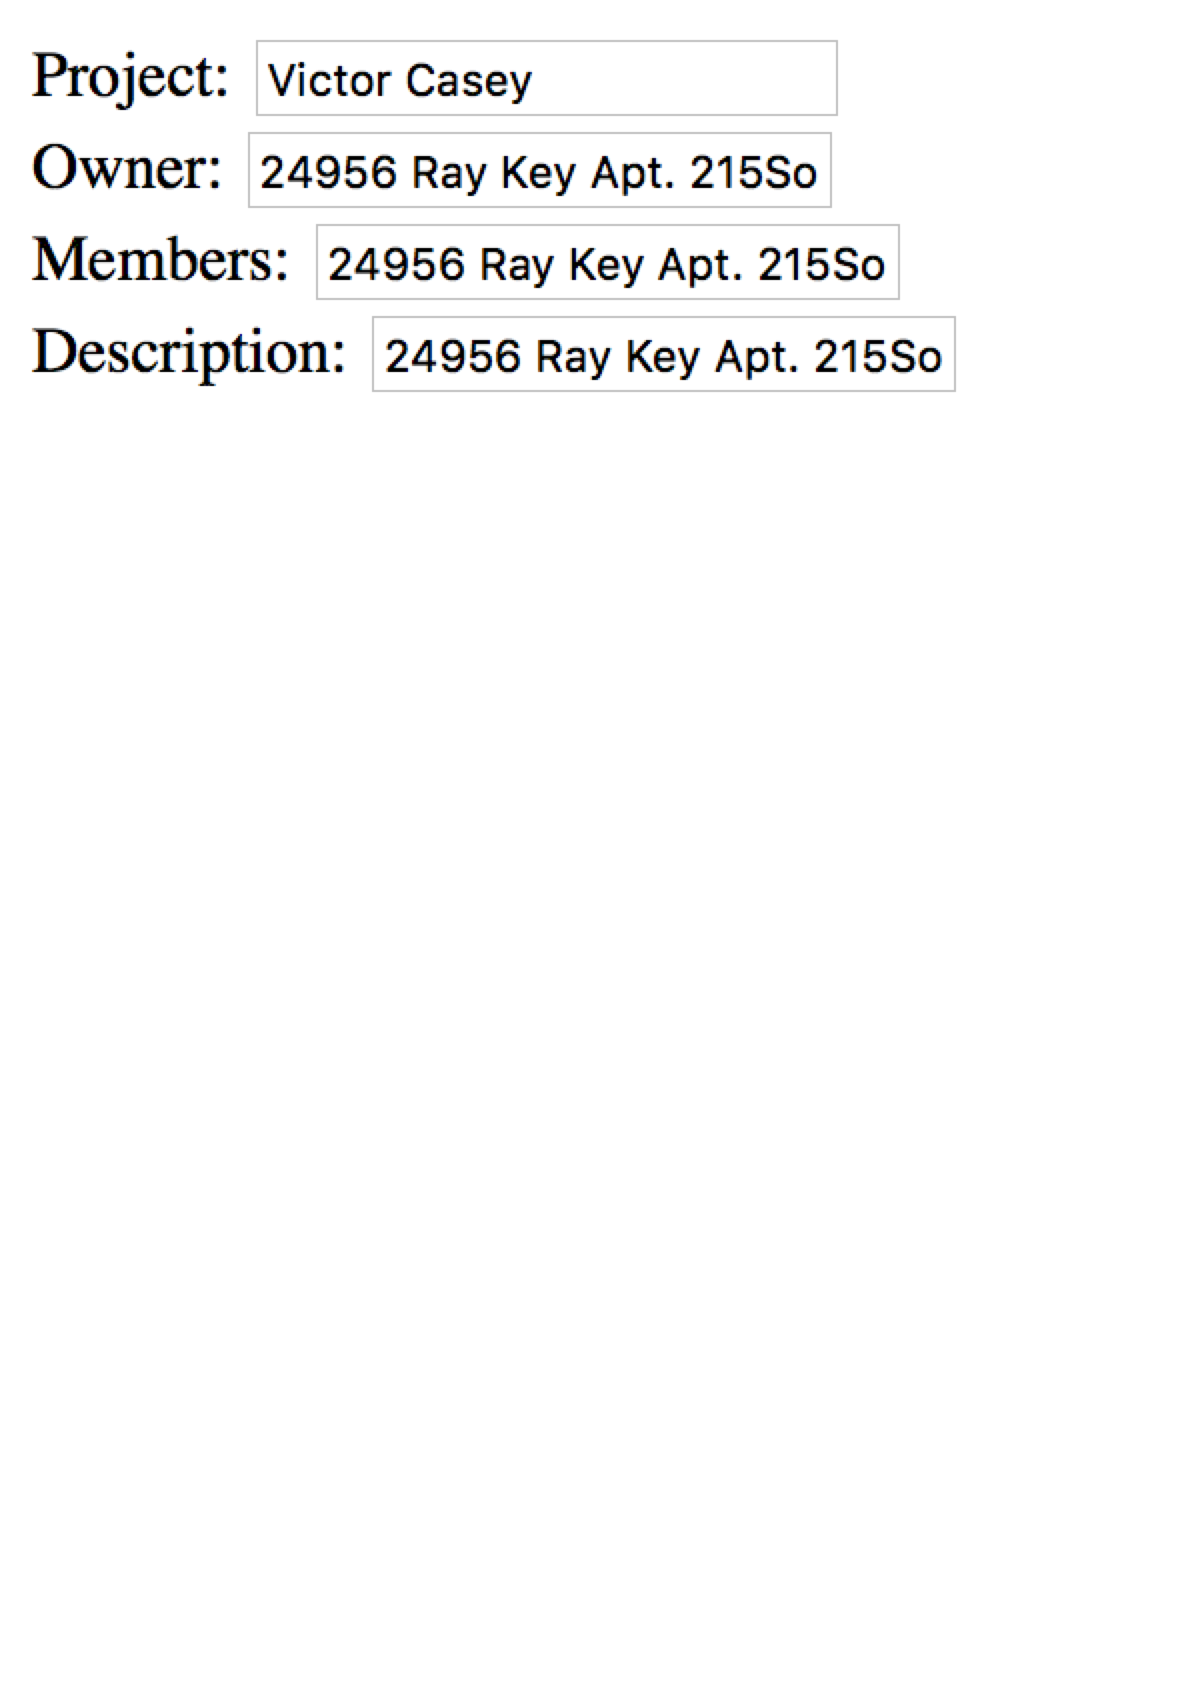 Project: Victor Casey
Owner: 24956 Ray Key Apt. 215So
Members: 24956 Ray Key Apt. 215So
Description: 24956 Ray Key Apt. 215So